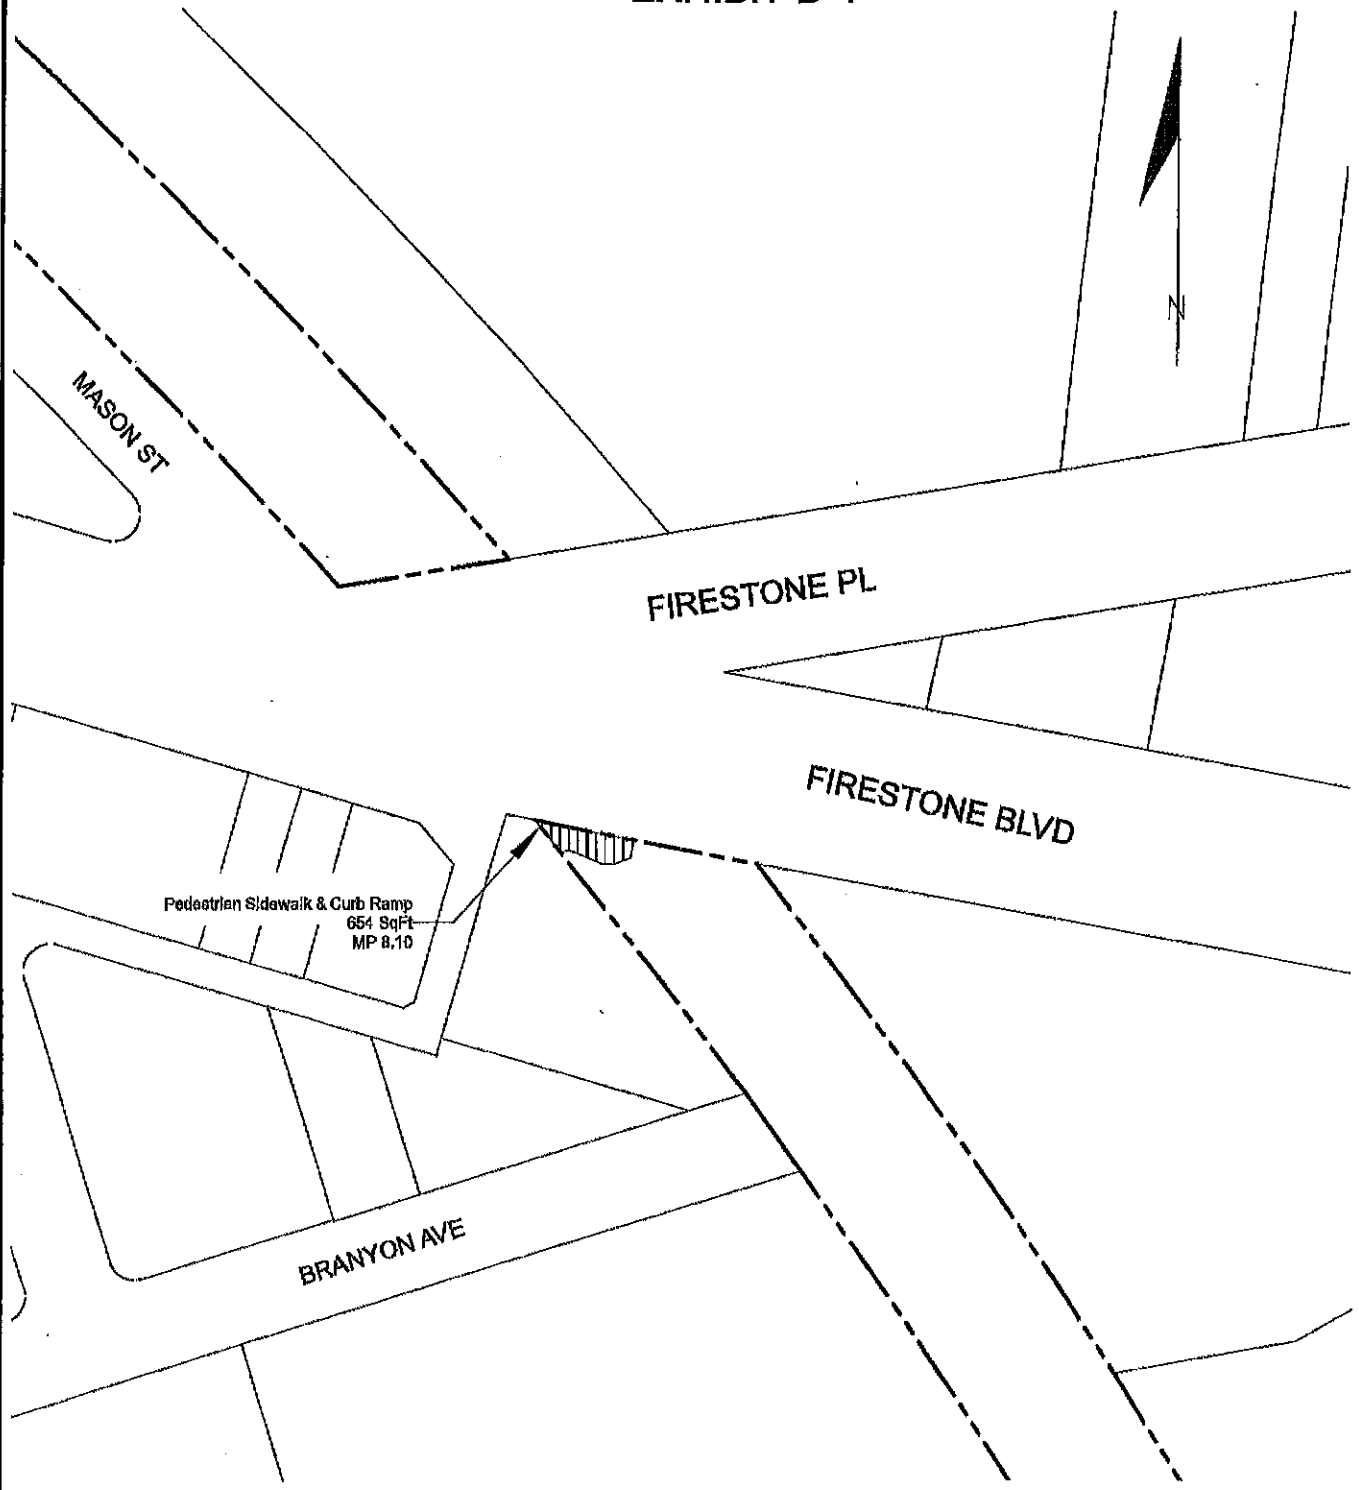 N
MASON ST
FIRESTONE PL
FIRESTONE BLVD
Pedestrian Sidewalk & Curb Ramp
654 SqFt
MP 8.10
BRANYON AVE